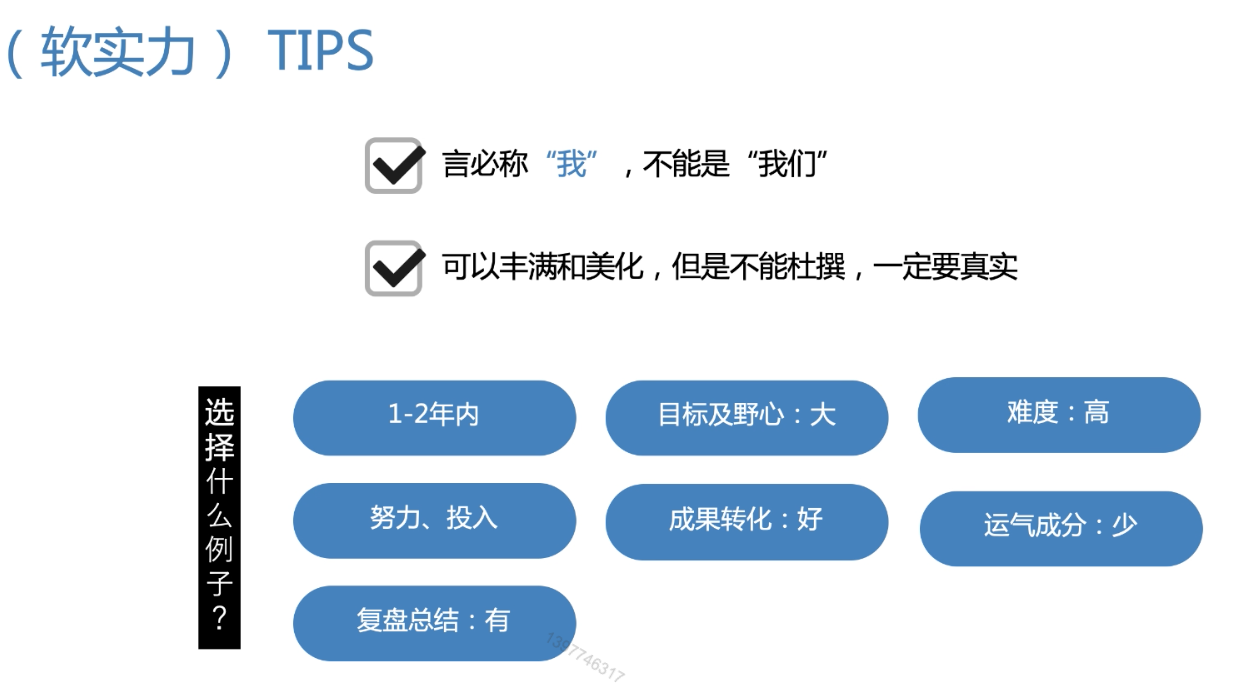 （软实力） TIPS
言必称“我”，不能是“我们”
可以丰满和美化，但是不能杜撰，一定要真实
选择什么例子？
1-2年内
目标及野心：大
难度：高
努力、投入
成果转化：好
运气成分：少
复盘总结：有